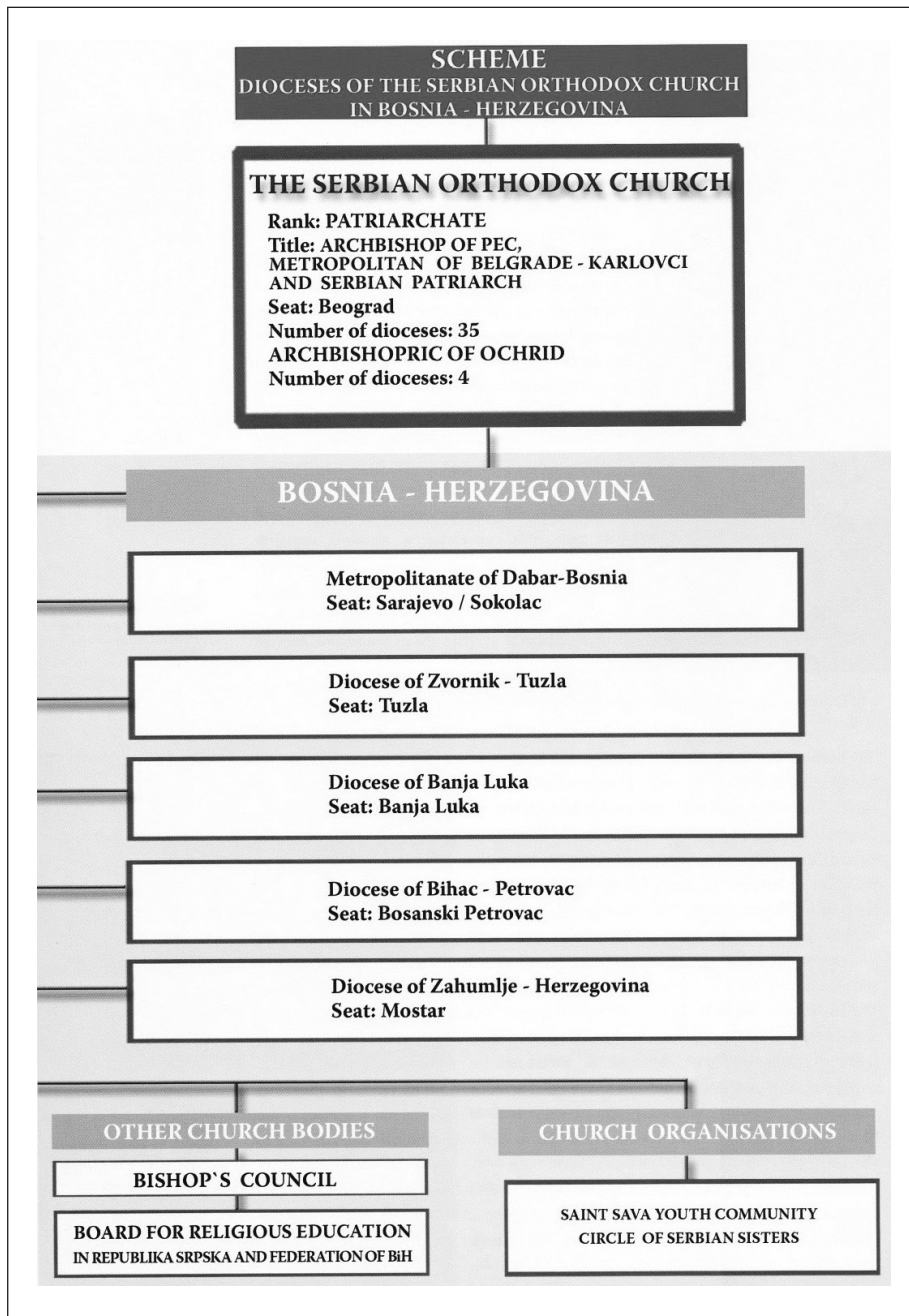 SCHEME
DIOCESES OF THE SERBIAN ORTHODOX CHURCH
IN BOSNIA - HERZEGOVINA
THE SERBIAN ORTHODOX CHURCH
Rank: PATRIARCHATE
Title: ARCHBISHOP OF PEC,
METROPOLITAN OF BELGRADE - KARLOVCI
AND SERBIAN PATRIARCH
Seat: Beograd
Number of dioceses: 35
ARCHBISHOPRIC OF OCHRID
Number of dioceses: 4
BOSNIA - HERZEGOVINA
Metropolitanate of Dabar-Bosnia
Seat: Sarajevo / Sokolac
Diocese of Zvornik - Tuzla
Seat: Tuzla
Diocese of Banja Luka
Seat: Banja Luka
Diocese of Bihac - Petrovac
Seat: Bosanski Petrovac
Diocese of Zahumlje - Herzegovina
Seat: Mostar
OTHER CHURCH BODIES
BISHOP`S COUNCIL
BOARD FOR RELIGIOUS EDUCATION
IN REPUBLIKA SRPSKA AND FEDERATION OF BiH
CHURCH ORGANISATIONS
SAINT SAVA YOUTH COMMUNITY
CIRCLE OF SERBIAN SISTERS